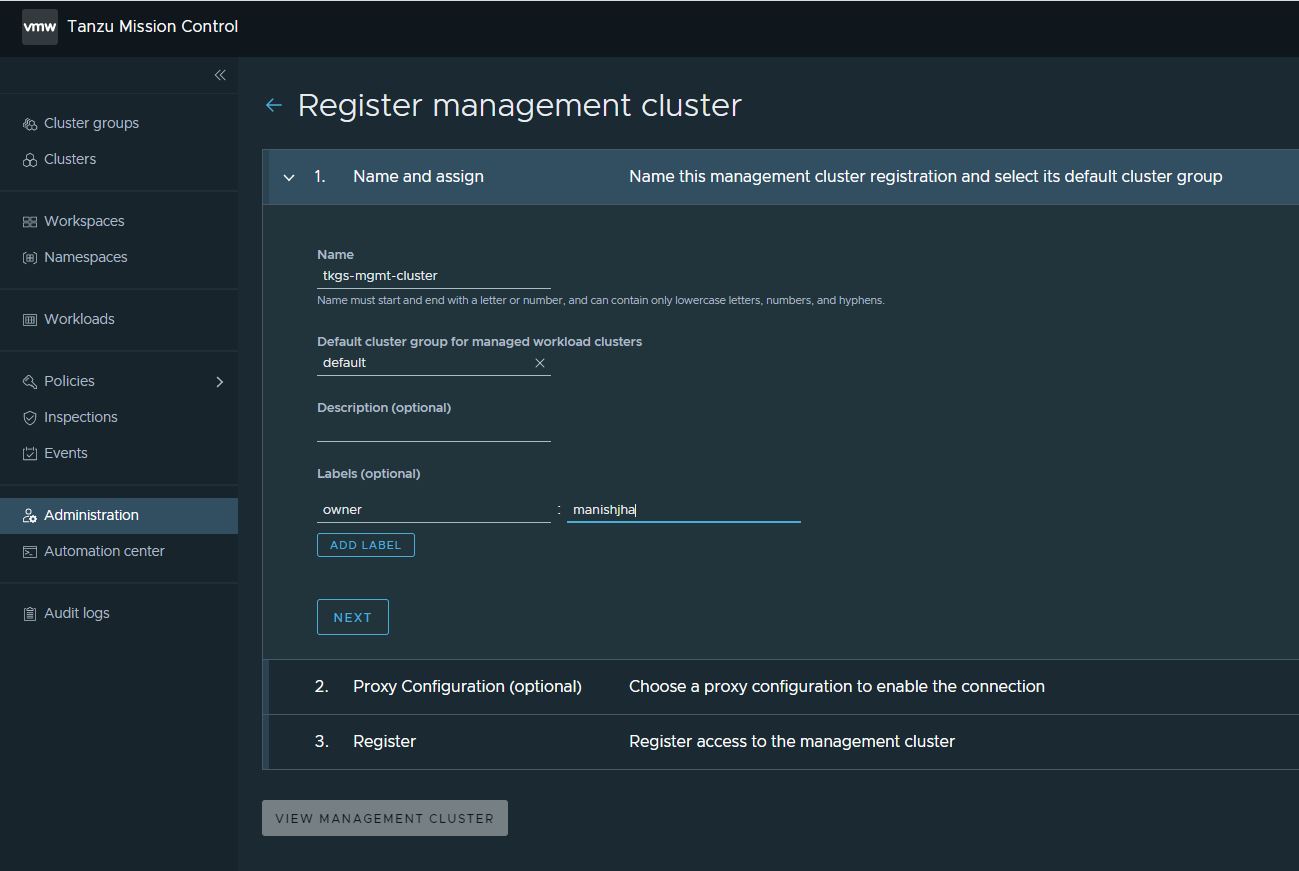 vmw Tanzu Mission Control
Register management cluster
Cluster groups
Clusters
Workspaces
Namespaces
Workloads
Policies
Inspections
Events
Administration
Automation center
Audit logs
1. Name and assign Name this management cluster registration and select its default cluster group
Name
tkgs-mgmt-cluster
Name must start and end with a letter or number, and can contain only lowercase letters, numbers, and hyphens.
Default cluster group for managed workload clusters
default
Description (optional)
Labels (optional)
owner : manishjha
ADD LABEL
NEXT
2. Proxy Configuration (optional) Choose a proxy configuration to enable the connection
3. Register Register access to the management cluster
VIEW MANAGEMENT CLUSTER